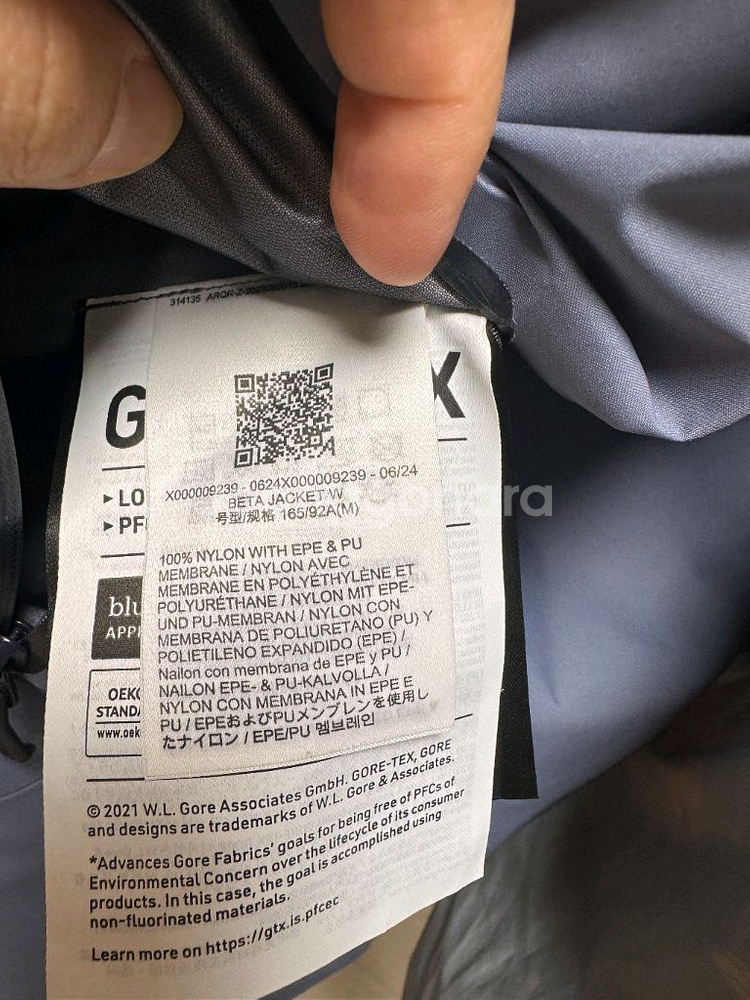 314135
G
X
▸LO
▸PF
X000009239 - 0624X000009239 - 06/24
BETA JACKET W
号型/规格 165/92A(M)
100% NYLON WITH EPE & PU
MEMBRANE / NYLON AVEC
MEMBRANE EN POLYÉTHYLÈNE ET
POLYURÉTHANE / NYLON MIT EPE-
UND PU-MEMBRAN / NYLON CON
MEMBRANA DE POLIURETANO (PU) Y
POLIETILENO EXPANDIDO (EPE) /
Nailon con membrana de EPE y PU /
NAILON EPE- & PU-KALVOLLA /
NYLON CON MEMBRANA IN EPE E
PU / EPEおよびPUメンブレンを使用し
たナイロン / EPE/PU 멤브레인
blu
APP
OEKO
STANDA
www.oek
© 2021 W.L. Gore Associates GmbH. GORE-TEX, GORE
and designs are trademarks of W.L. Gore & Associates.
*Advances Gore Fabrics' goals for being free of PFCs of
Environmental Concern over the lifecycle of its consumer
products. In this case, the goal is accomplished using
non-fluorinated materials.
Learn more on https://gtx.is.pfcec